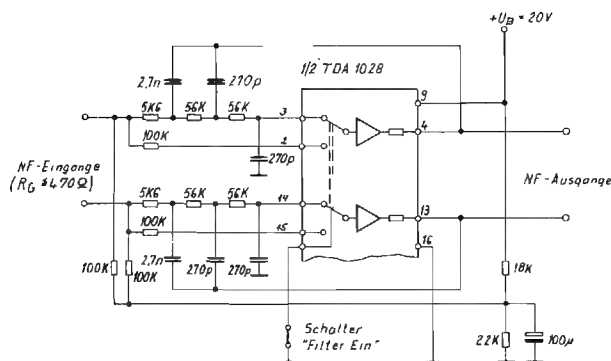 +U_B = 20V
1/2 TDA 1028
2,7n
270p
5K6
56K
56K
3
9
4
100K
2
270p
NF-Eingänge
(R_G ≤ 470Ω)
NF-Ausgänge
5K6
56K
56K
14
13
100K
15
16
100K
100K
2,7n
270p
270p
18K
Schalter
"Filter Ein"
22K
100µ